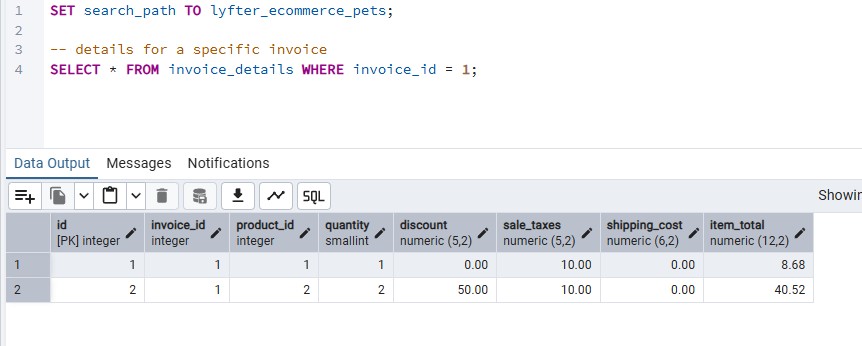 1 SET search_path TO lyfter_ecommerce_pets;
2
3 -- details for a specific invoice
4 SELECT * FROM invoice_details WHERE invoice_id = 1;
Data Output Messages Notifications
SQL Showin
id invoice_id product_id quantity discount sale_taxes shipping_cost item_total
[PK] integer integer integer smallint numeric (5,2) numeric (5,2) numeric (6,2) numeric (12,2)
1 1 1 1 1 0.00 10.00 0.00 8.68
2 2 1 2 2 50.00 10.00 0.00 40.52